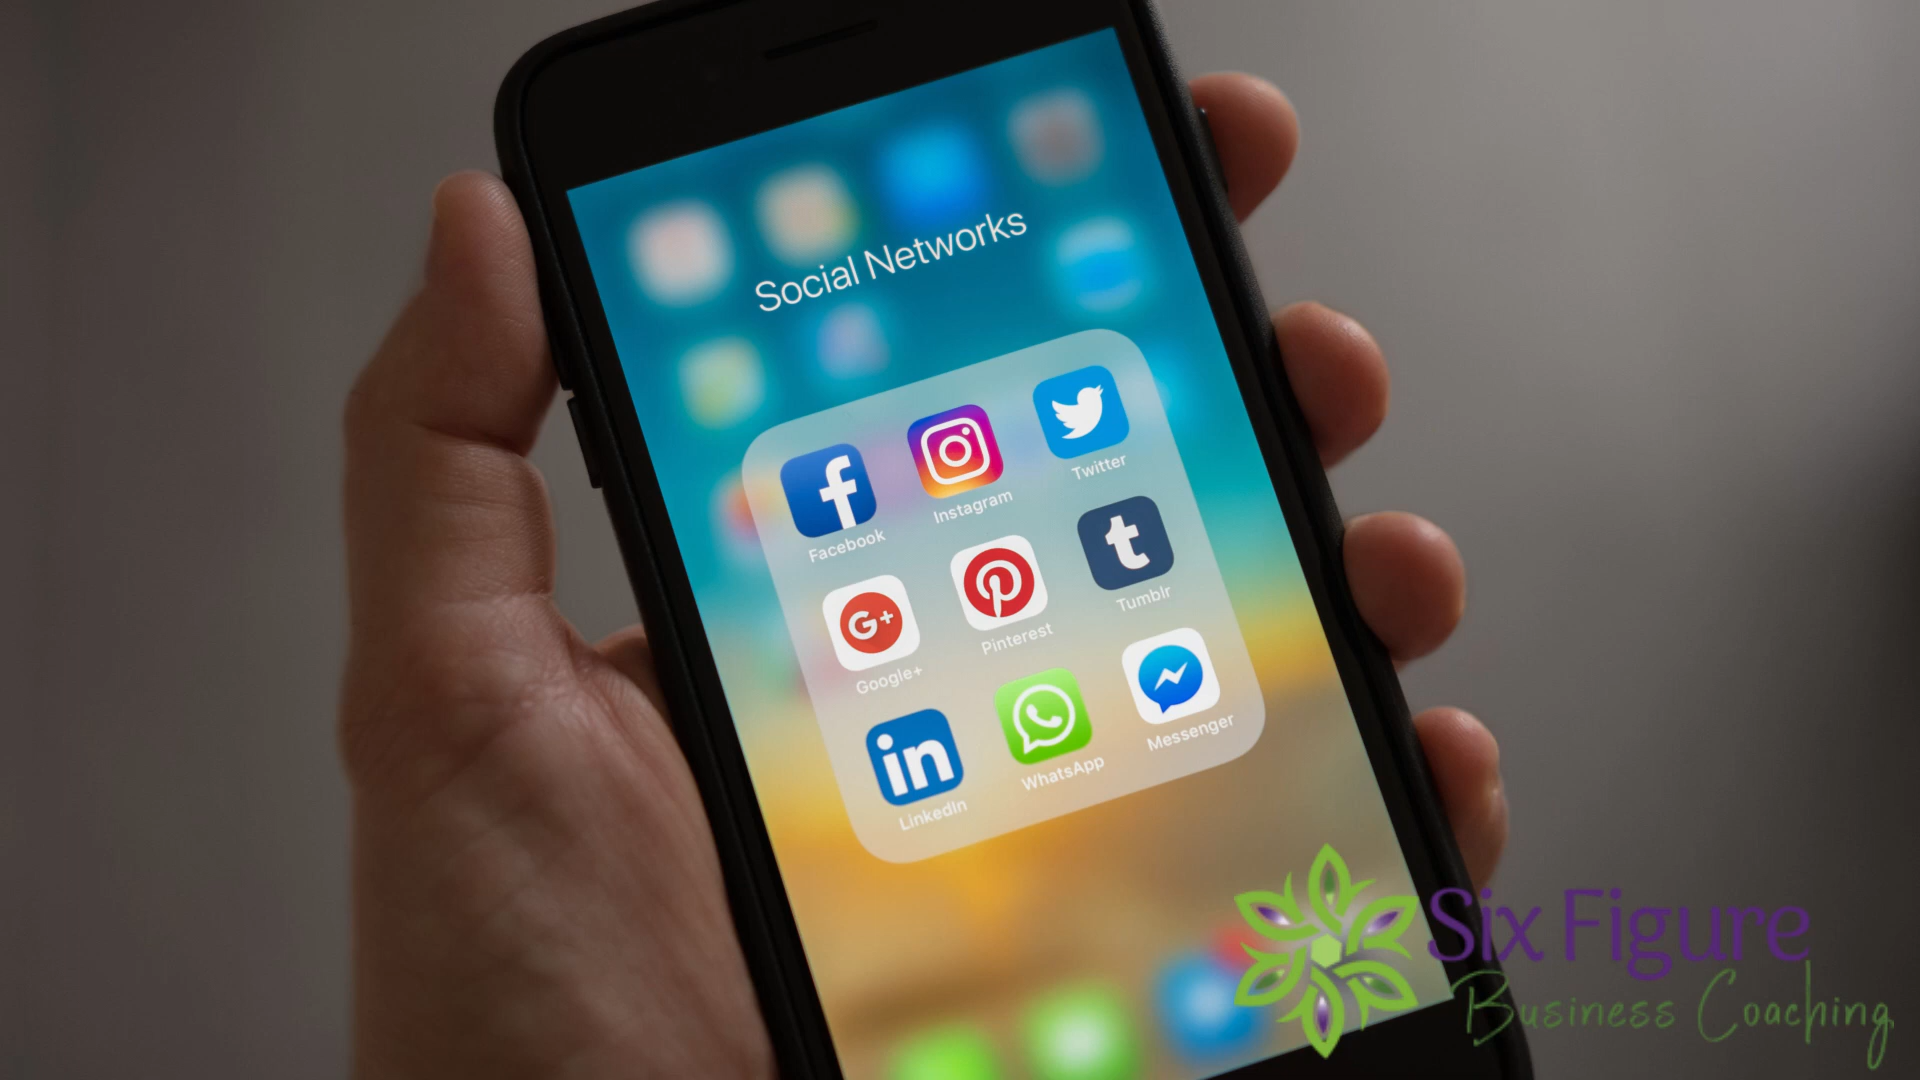 Social Networks
Facebook
Instagram
Twitter
Google+
Pinterest
Tumblr
LinkedIn
WhatsApp
Messenger
Six Figure
Business Coaching